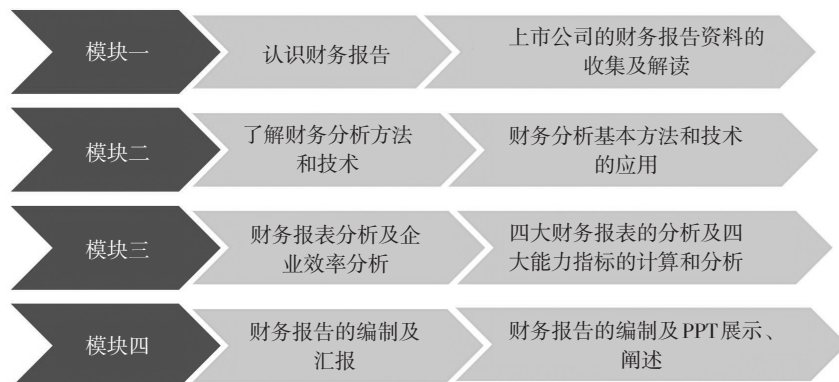 模块一
认识财务报告
上市公司的财务报告资料的
收集及解读
模块二
了解财务分析方法
和技术
财务分析基本方法和技术
的应用
模块三
财务报表分析及企
业效率分析
四大财务报表的分析及四
大能力指标的计算和分析
模块四
财务报告的编制及
汇报
财务报告的编制及PPT展示、
阐述